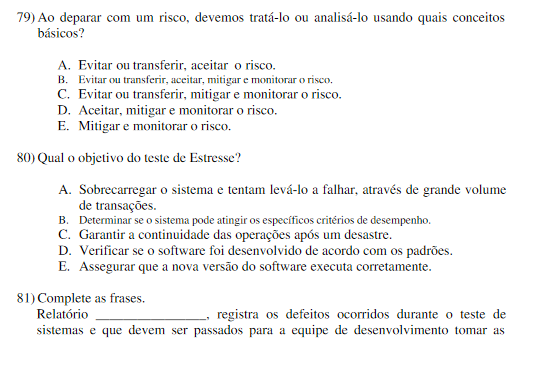 79) Ao deparar com um risco, devemos tratá-lo ou analisá-lo usando quais conceitos
básicos?
A. Evitar ou transferir, aceitar o risco.
B. Evitar ou transferir, aceitar, mitigar e monitorar o risco.
C. Evitar ou transferir, mitigar e monitorar o risco.
D. Aceitar, mitigar e monitorar o risco.
E. Mitigar e monitorar o risco.
80) Qual o objetivo do teste de Estresse?
A. Sobrecarregar o sistema e tentam levá-lo a falhar, através de grande volume
de transações.
B. Determinar se o sistema pode atingir os específicos critérios de desempenho.
C. Garantir a continuidade das operações após um desastre.
D. Verificar se o software foi desenvolvido de acordo com os padrões.
E. Assegurar que a nova versão do software executa corretamente.
81) Complete as frases.
Relatório _________________, registra os defeitos ocorridos durante o teste de
sistemas e que devem ser passados para a equipe de desenvolvimento tomar as